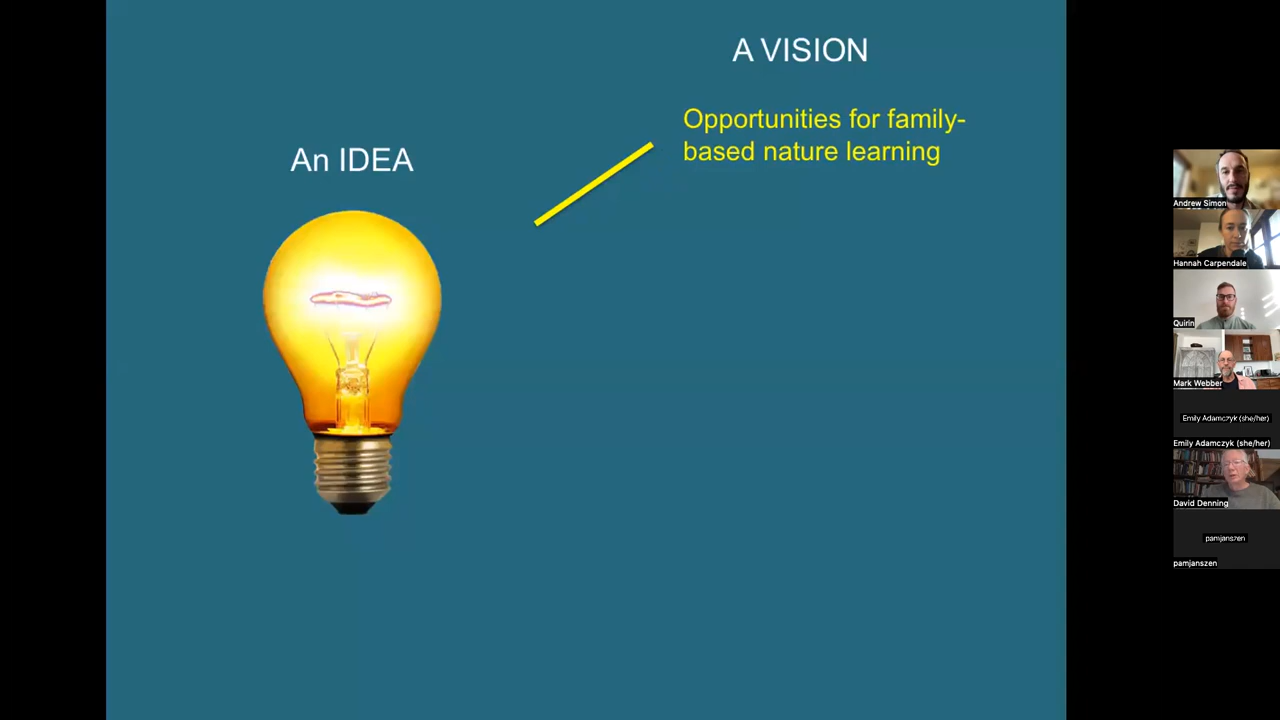 A VISION
Opportunities for family-
based nature learning
An IDEA
Andrew Simon
Hannah Carpendale
Quirin
Mark Webber
Emily Adamczyk (she/her)
Emily Adamczyk (she/her)
David Denning
pamjanszen
pamjanszen